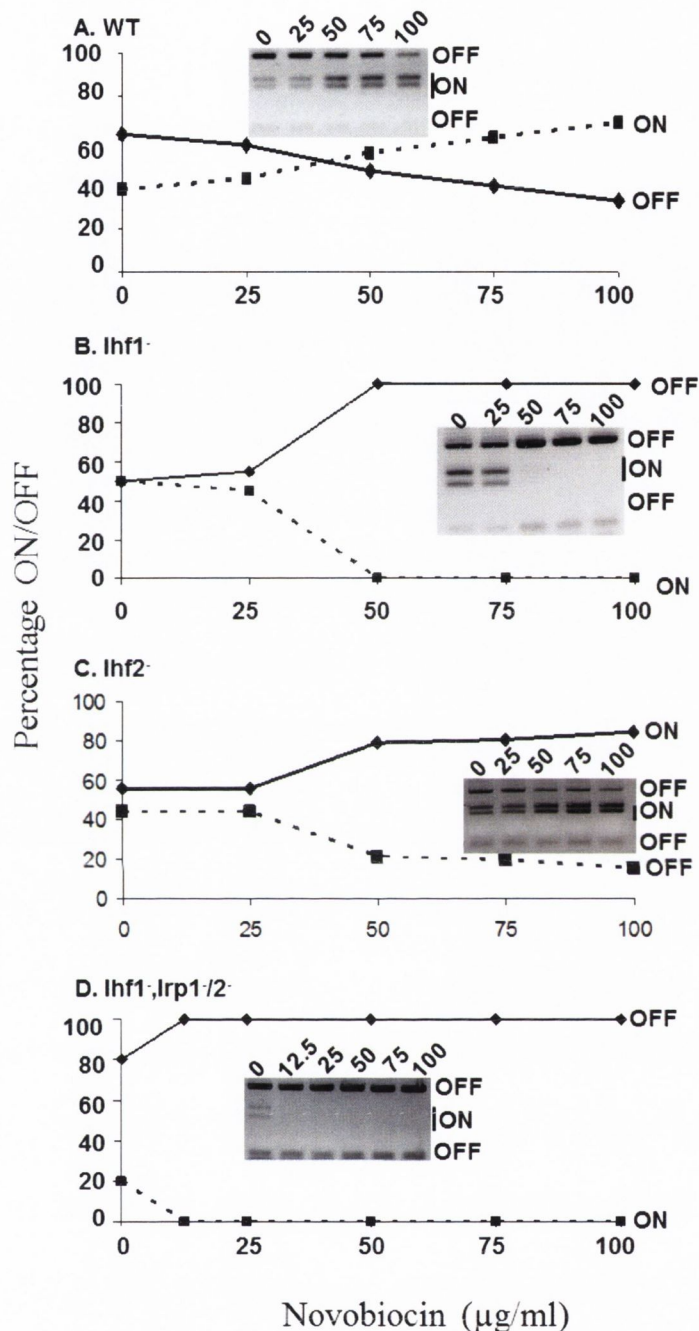 A. WT
0 25 50 75 100
OFF
ON
OFF
100
80
60
40
20
0
ON
OFF
0 25 50 75 100
B. Ihf1-
100
80
60
40
20
0
0 25 50 75 100
OFF
ON
OFF
OFF
ON
0 25 50 75 100
Percentage ON/OFF
C. Ihf2-
100
80
60
40
20
0
ON
0 25 50 75 100
OFF
ON
OFF
OFF
0 25 50 75 100
D. Ihf1-,lrp1-/2-
100
80
60
40
20
0
OFF
0 12.5 25 50 75 100
OFF
ON
OFF
ON
0 25 50 75 100
Novobiocin (µg/ml)